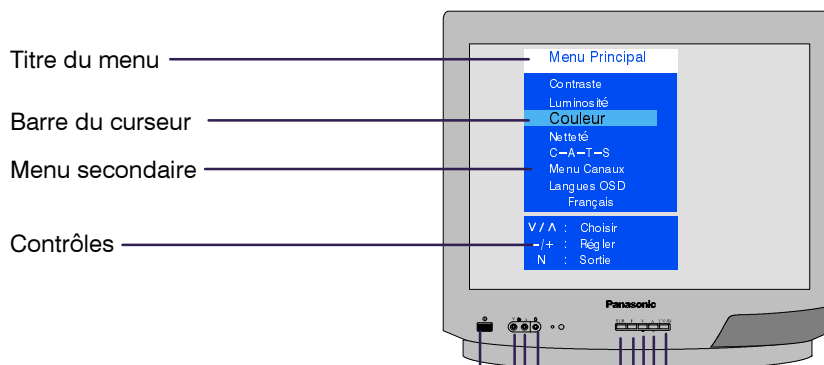 Titre du menu
Barre du curseur
Menu secondaire
Contrôles
Menu Principal
Contraste
Luminosité
Couleur
Netteté
C–A–T–S
Menu Canaux
Langues OSD
Français
V / Λ : Choisir
–/+ : Régler
N : Sortie
Panasonic